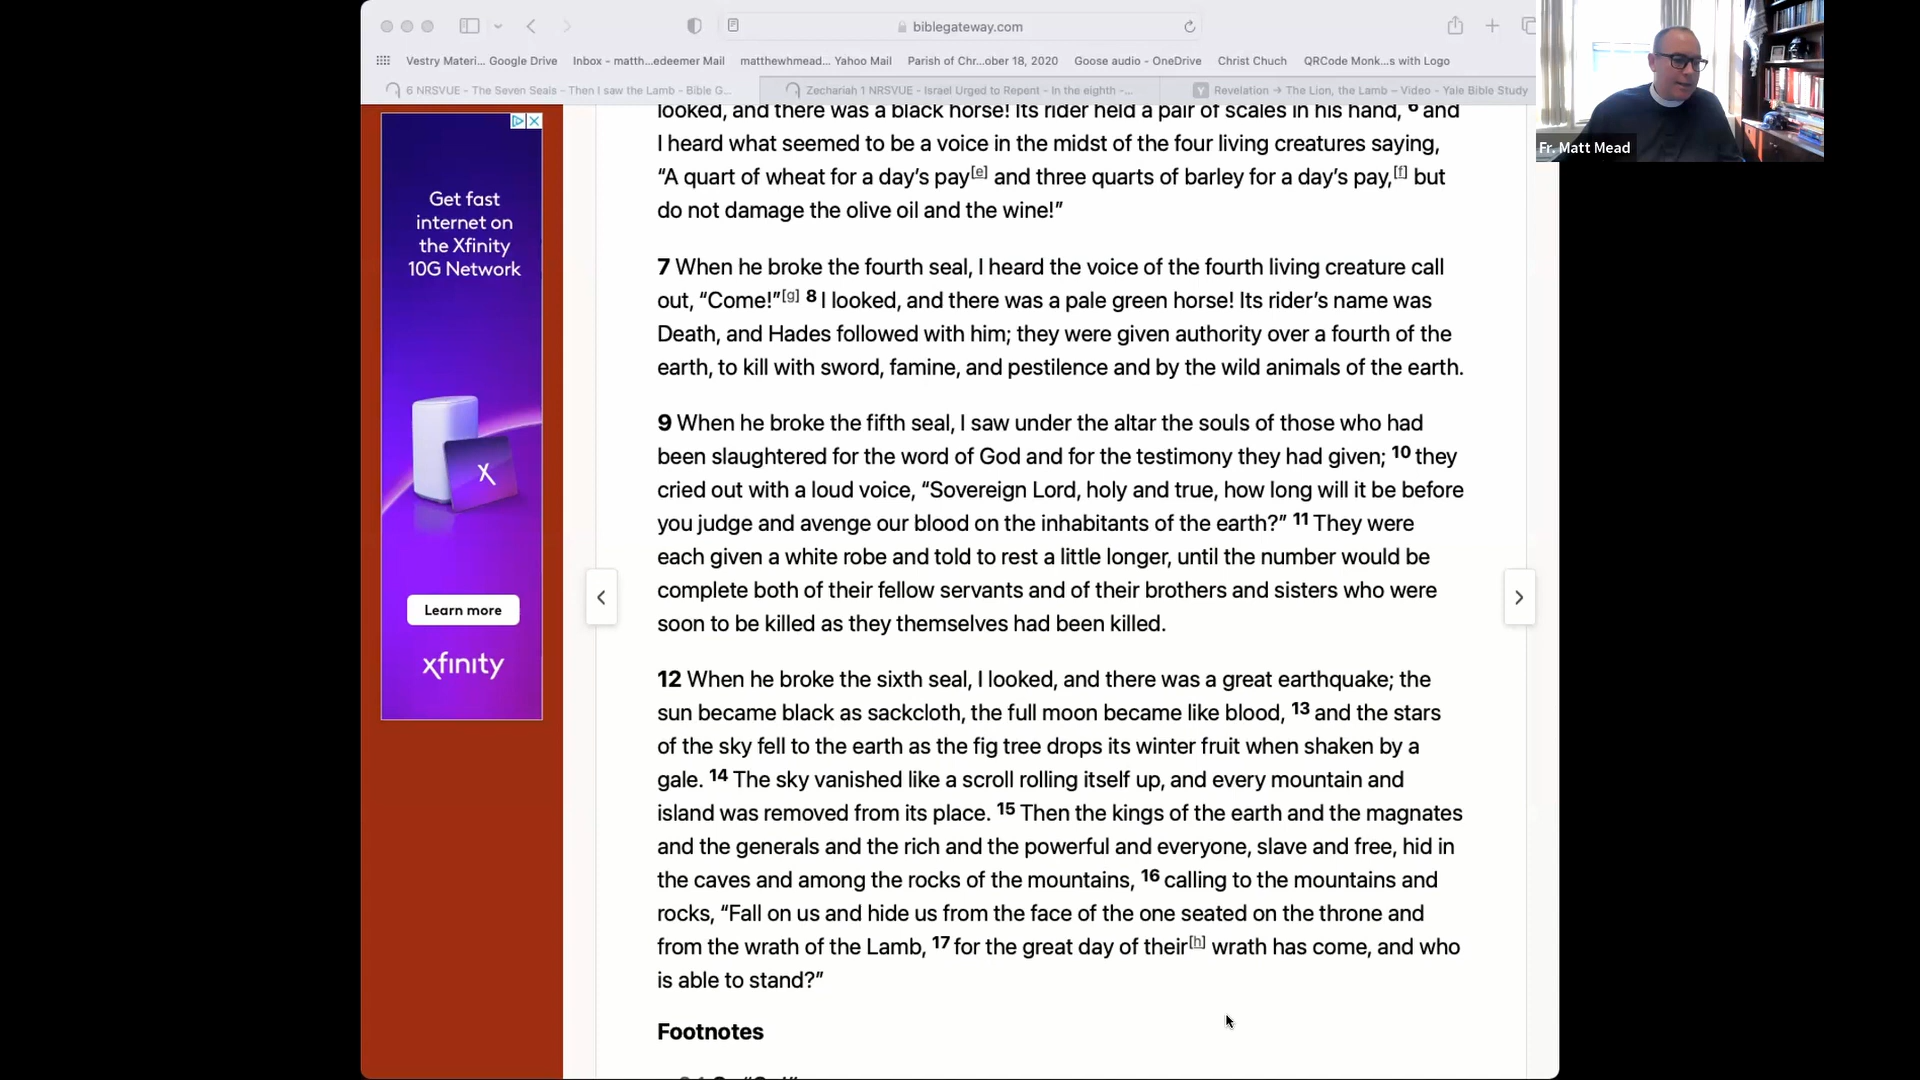 biblegateway.com
Vestry Materi... Google Drive Inbox - matth...edeemer Mail matthewhmead... Yahoo Mail Parish of Chr...ober 18, 2020 Goose audio - OneDrive Christ Chuch QRCode Monk...s with Logo
6 NRSVUE - The Seven Seals – Then I saw the Lamb - Bible G... Zechariah 1 NRSVUE - Israel Urged to Repent - In the eighth -... Revelation → The Lion, the Lamb – Video - Yale Bible Study
Fr. Matt Mead
Get fast
internet on
the Xfinity
10G Network
X
Learn more
xfinity
looked, and there was a black horse! Its rider held a pair of scales in his hand, 6 and
I heard what seemed to be a voice in the midst of the four living creatures saying,
“A quart of wheat for a day’s pay[e] and three quarts of barley for a day’s pay,[f] but
do not damage the olive oil and the wine!”
7 When he broke the fourth seal, I heard the voice of the fourth living creature call
out, “Come!”[g] 8 I looked, and there was a pale green horse! Its rider’s name was
Death, and Hades followed with him; they were given authority over a fourth of the
earth, to kill with sword, famine, and pestilence and by the wild animals of the earth.
9 When he broke the fifth seal, I saw under the altar the souls of those who had
been slaughtered for the word of God and for the testimony they had given; 10 they
cried out with a loud voice, “Sovereign Lord, holy and true, how long will it be before
you judge and avenge our blood on the inhabitants of the earth?” 11 They were
each given a white robe and told to rest a little longer, until the number would be
complete both of their fellow servants and of their brothers and sisters who were
soon to be killed as they themselves had been killed.
12 When he broke the sixth seal, I looked, and there was a great earthquake; the
sun became black as sackcloth, the full moon became like blood, 13 and the stars
of the sky fell to the earth as the fig tree drops its winter fruit when shaken by a
gale. 14 The sky vanished like a scroll rolling itself up, and every mountain and
island was removed from its place. 15 Then the kings of the earth and the magnates
and the generals and the rich and the powerful and everyone, slave and free, hid in
the caves and among the rocks of the mountains, 16 calling to the mountains and
rocks, “Fall on us and hide us from the face of the one seated on the throne and
from the wrath of the Lamb, 17 for the great day of their[h] wrath has come, and who
is able to stand?”
Footnotes